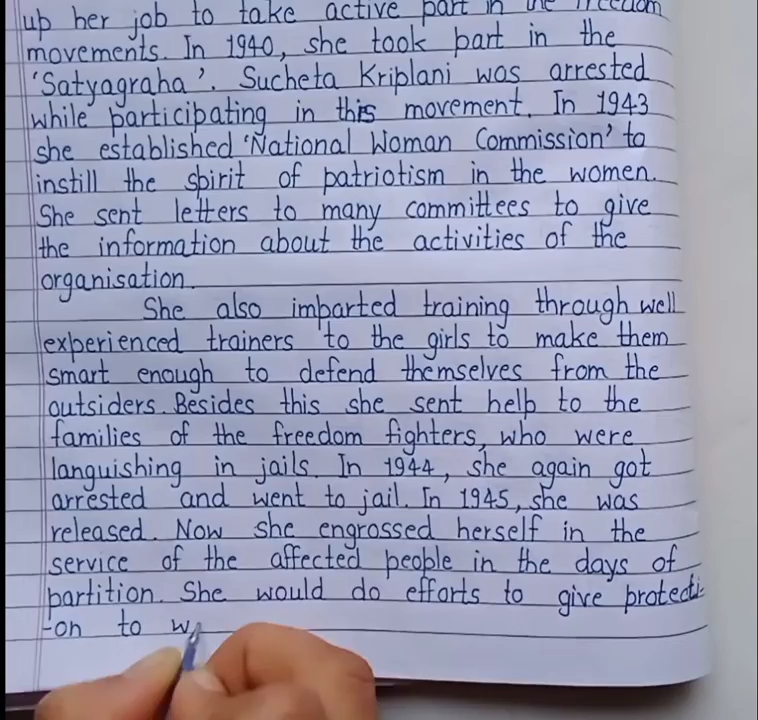 up her job to take active part in the freedom
movements. In 1940, she took part in the
'Satyagraha'. Sucheta Kriplani was arrested
while participating in this movement. In 1943
she established 'National Woman Commission' to
instill the spirit of patriotism in the women.
She sent letters to many committees to give
the information about the activities of the
organisation.
She also imparted training through well
experienced trainers to the girls to make them
smart enough to defend themselves from the
outsiders. Besides this she sent help to the
families of the freedom fighters, who were
languishing in jails. In 1944, she again got
arrested and went to jail. In 1945, she was
released. Now she engrossed herself in the
service of the affected people in the days of
partition. She would do efforts to give protecti-
-on to w